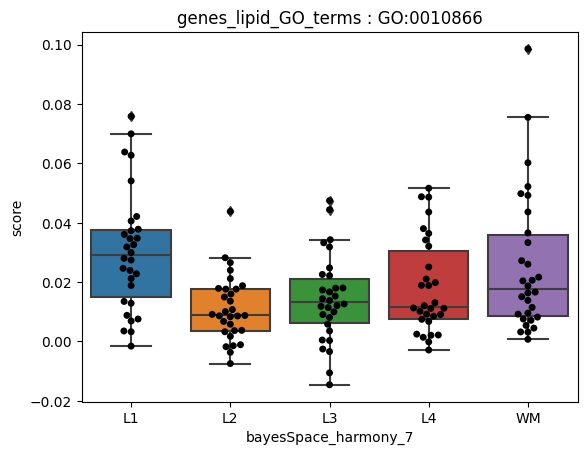 genes_lipid_GO_terms : GO:0010866
0.10
0.08
0.06
0.04
0.02
0.00
−0.02
score
L1 L2 L3 L4 WM
bayesSpace_harmony_7